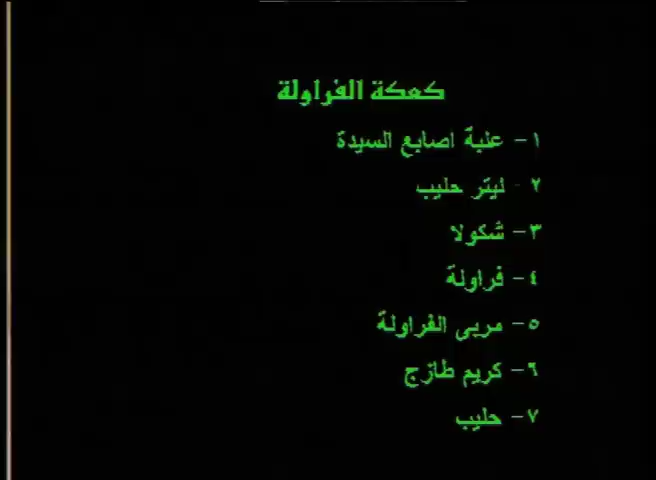 كعكة الفراولة
١- علبة اصابع السيدة
٢- ليتر حليب
٣- شكولا
٤- فراولة
٥- مربى الفراولة
٦- كريم طازج
٧- حليب